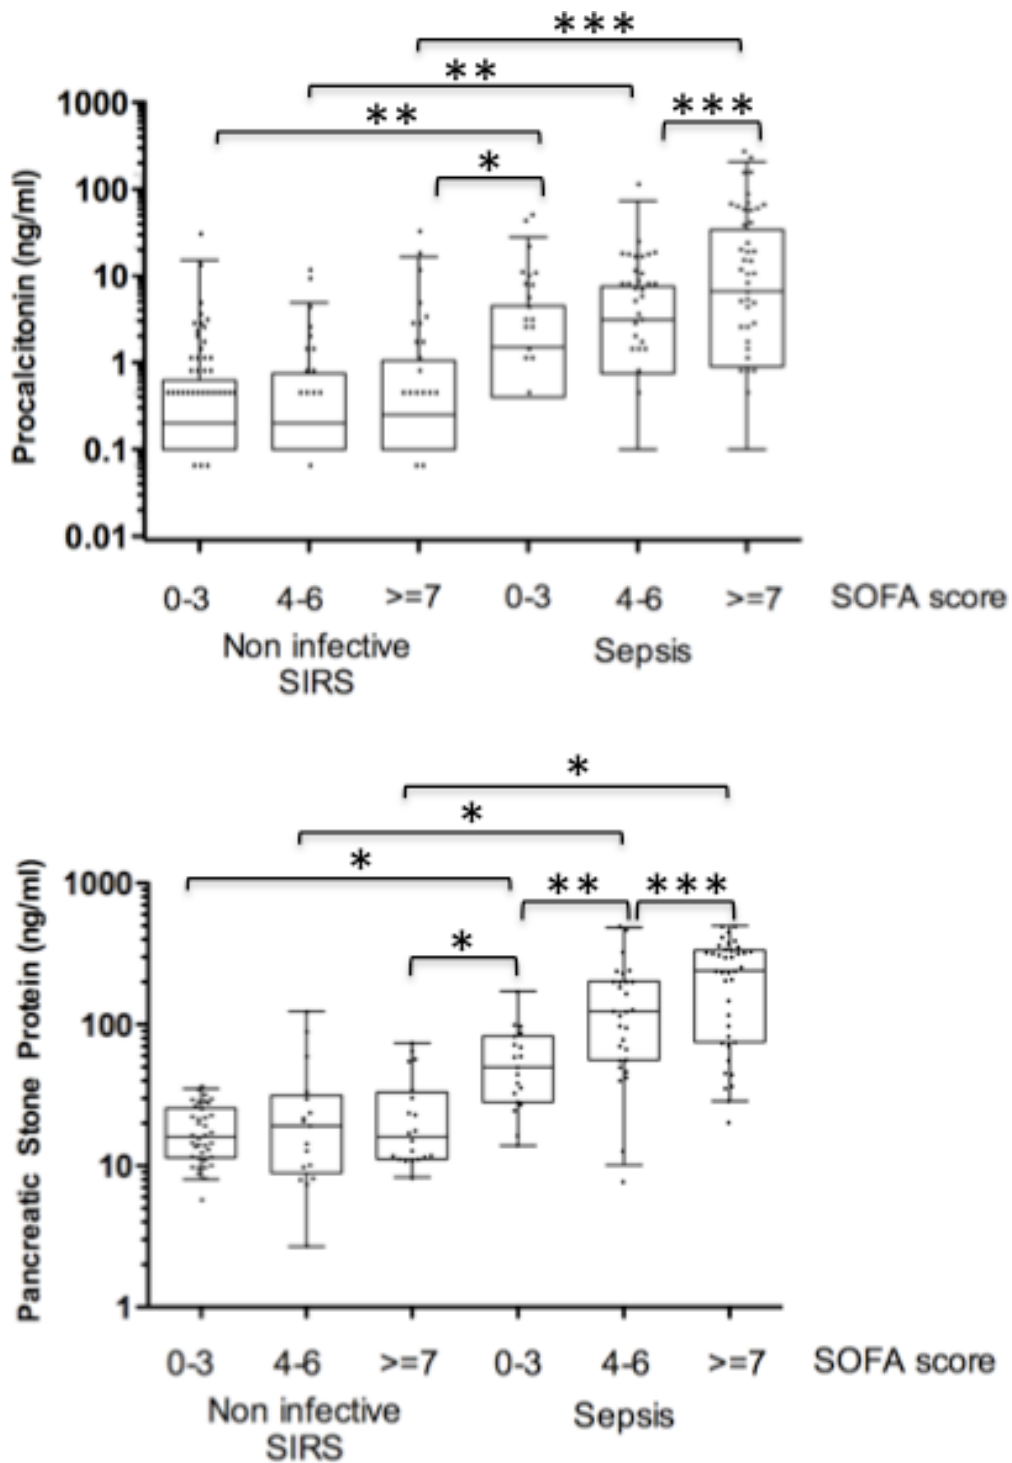 ***
**
1000
**
***
*
100
10
1
0.1
0.01
Procalcitonin (ng/ml)
0-3 4-6 >=7 0-3 4-6 >=7 SOFA score
Non infective Sepsis
SIRS
*
*
*
1000
**
***
*
100
10
1
Pancreatic Stone Protein (ng/ml)
0-3 4-6 >=7 0-3 4-6 >=7 SOFA score
Non infective Sepsis
SIRS